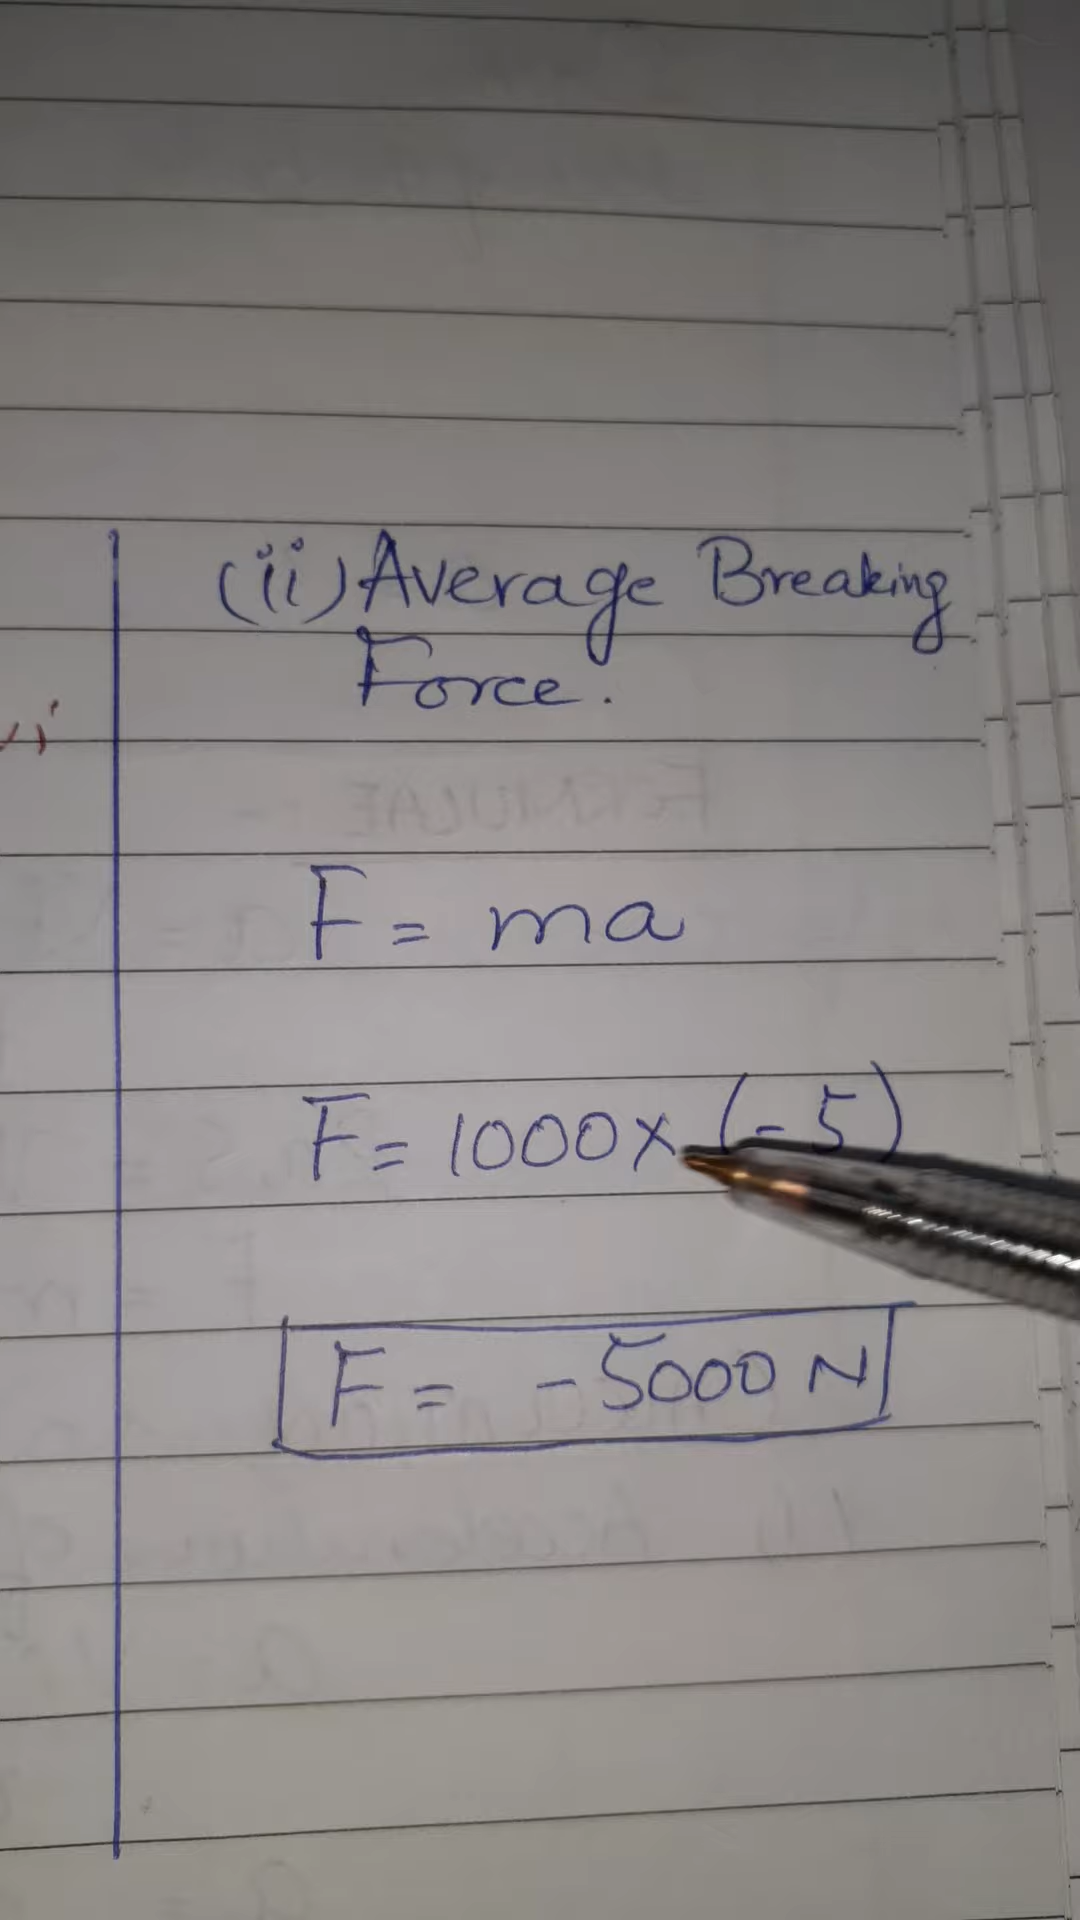 (ii) Average Breaking
Force.
F = ma
F = 1000 x (-5)
F = -5000 N